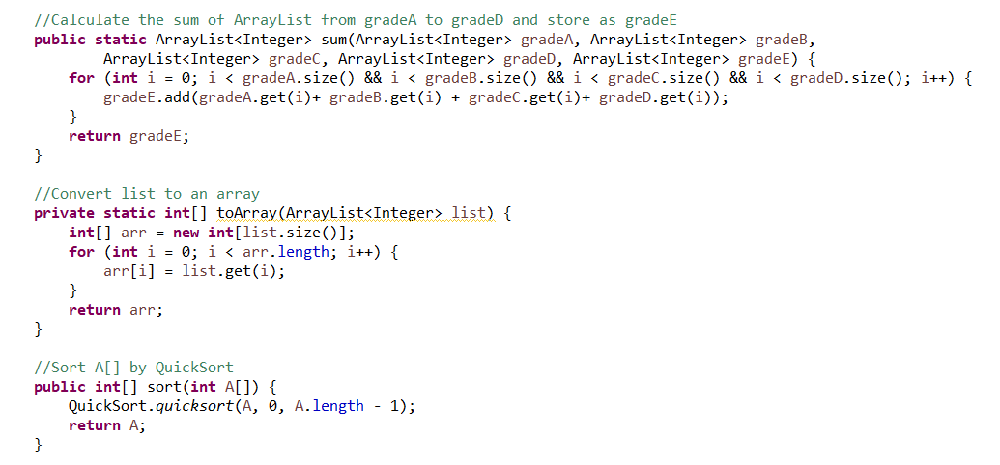 //Calculate the sum of ArrayList from gradeA to gradeD and store as gradeE
public static ArrayList<Integer> sum(ArrayList<Integer> gradeA, ArrayList<Integer> gradeB,
        ArrayList<Integer> gradeC, ArrayList<Integer> gradeD, ArrayList<Integer> gradeE) {
    for (int i = 0; i < gradeA.size() && i < gradeB.size() && i < gradeC.size() && i < gradeD.size(); i++) {
        gradeE.add(gradeA.get(i)+ gradeB.get(i) + gradeC.get(i)+ gradeD.get(i));
    }
    return gradeE;
}

//Convert list to an array
private static int[] toArray(ArrayList<Integer> list) {
    int[] arr = new int[list.size()];
    for (int i = 0; i < arr.length; i++) {
        arr[i] = list.get(i);
    }
    return arr;
}

//Sort A[] by QuickSort
public int[] sort(int A[]) {
    QuickSort.quicksort(A, 0, A.length - 1);
    return A;
}